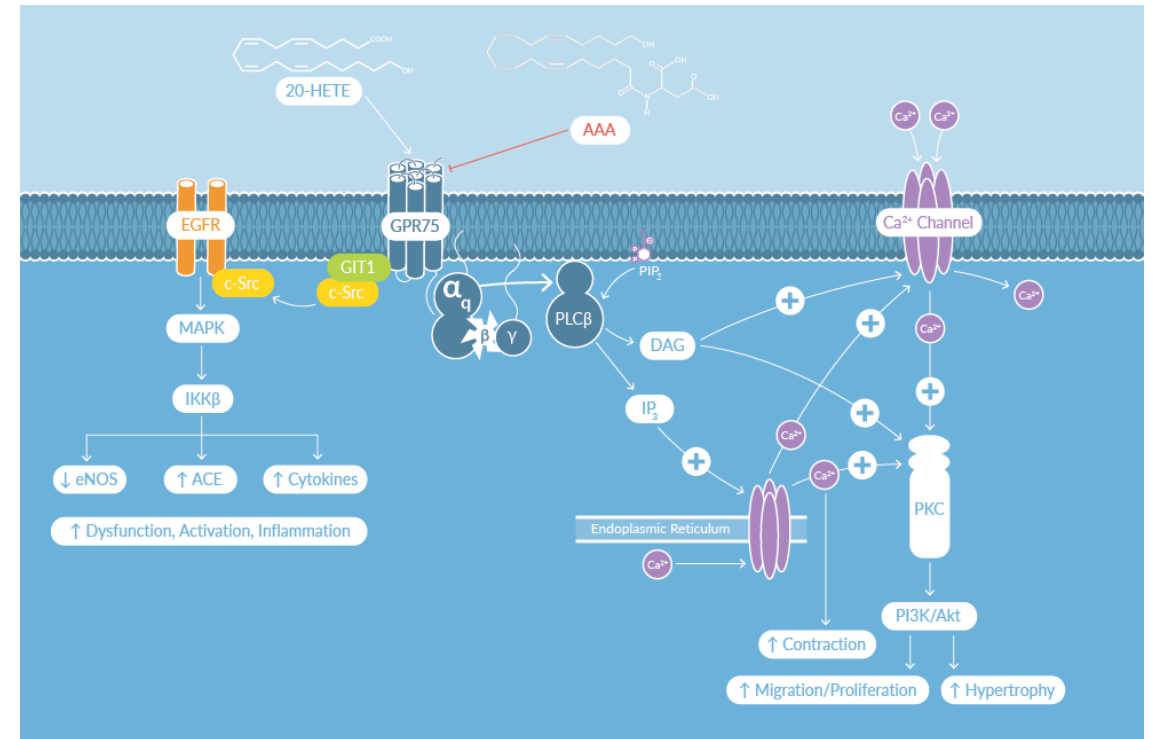 COOH
OH
20-HETE
OH
O
OH
O
OH
O
N
H
AAA
Ca²⁺
Ca²⁺
EGFR
GPR75
Ca²⁺ Channel
GIT1
c-Src
c-Src
αq
β
γ
P
P
P
PIP₂
PLCβ
Ca²⁺
Ca²⁺
MAPK
DAG
IKKβ
IP₃
Ca²⁺
Ca²⁺
↓ eNOS
↑ ACE
↑ Cytokines
PKC
↑ Dysfunction, Activation, Inflammation
Endoplasmic Reticulum
Ca²⁺
PI3K/Akt
↑ Contraction
↑ Migration/Proliferation
↑ Hypertrophy